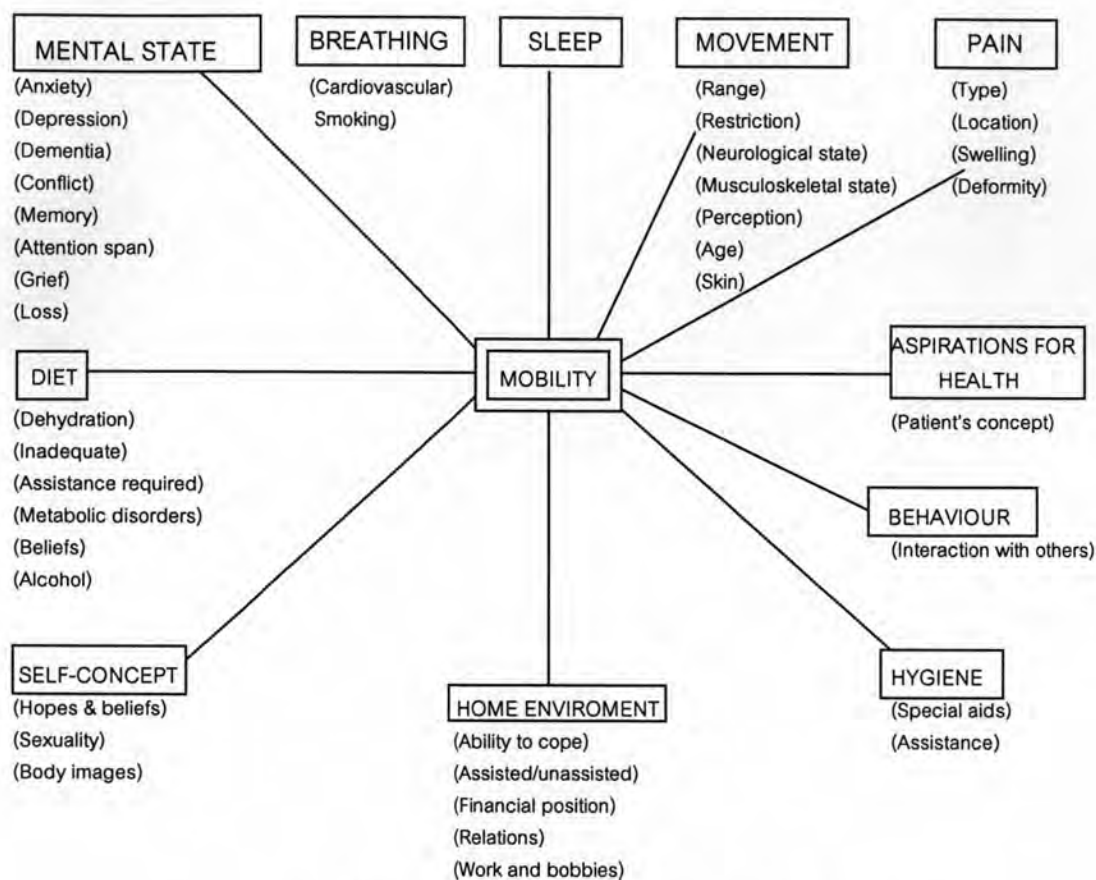 MENTAL STATE
(Anxiety)
(Depression)
(Dementia)
(Conflict)
(Memory)
(Attention span)
(Grief)
(Loss)
BREATHING
(Cardiovascular)
Smoking)
SLEEP
MOVEMENT
(Range)
(Restriction)
(Neurological state)
(Musculoskeletal state)
(Perception)
(Age)
(Skin)
PAIN
(Type)
(Location)
(Swelling)
(Deformity)
DIET
(Dehydration)
(Inadequate)
(Assistance required)
(Metabolic disorders)
(Beliefs)
(Alcohol)
MOBILITY
ASPIRATIONS FOR
HEALTH
(Patient's concept)
BEHAVIOUR
(Interaction with others)
SELF-CONCEPT
(Hopes & beliefs)
(Sexuality)
(Body images)
HOME ENVIROMENT
(Ability to cope)
(Assisted/unassisted)
(Financial position)
(Relations)
(Work and bobbies)
HYGIENE
(Special aids)
(Assistance)